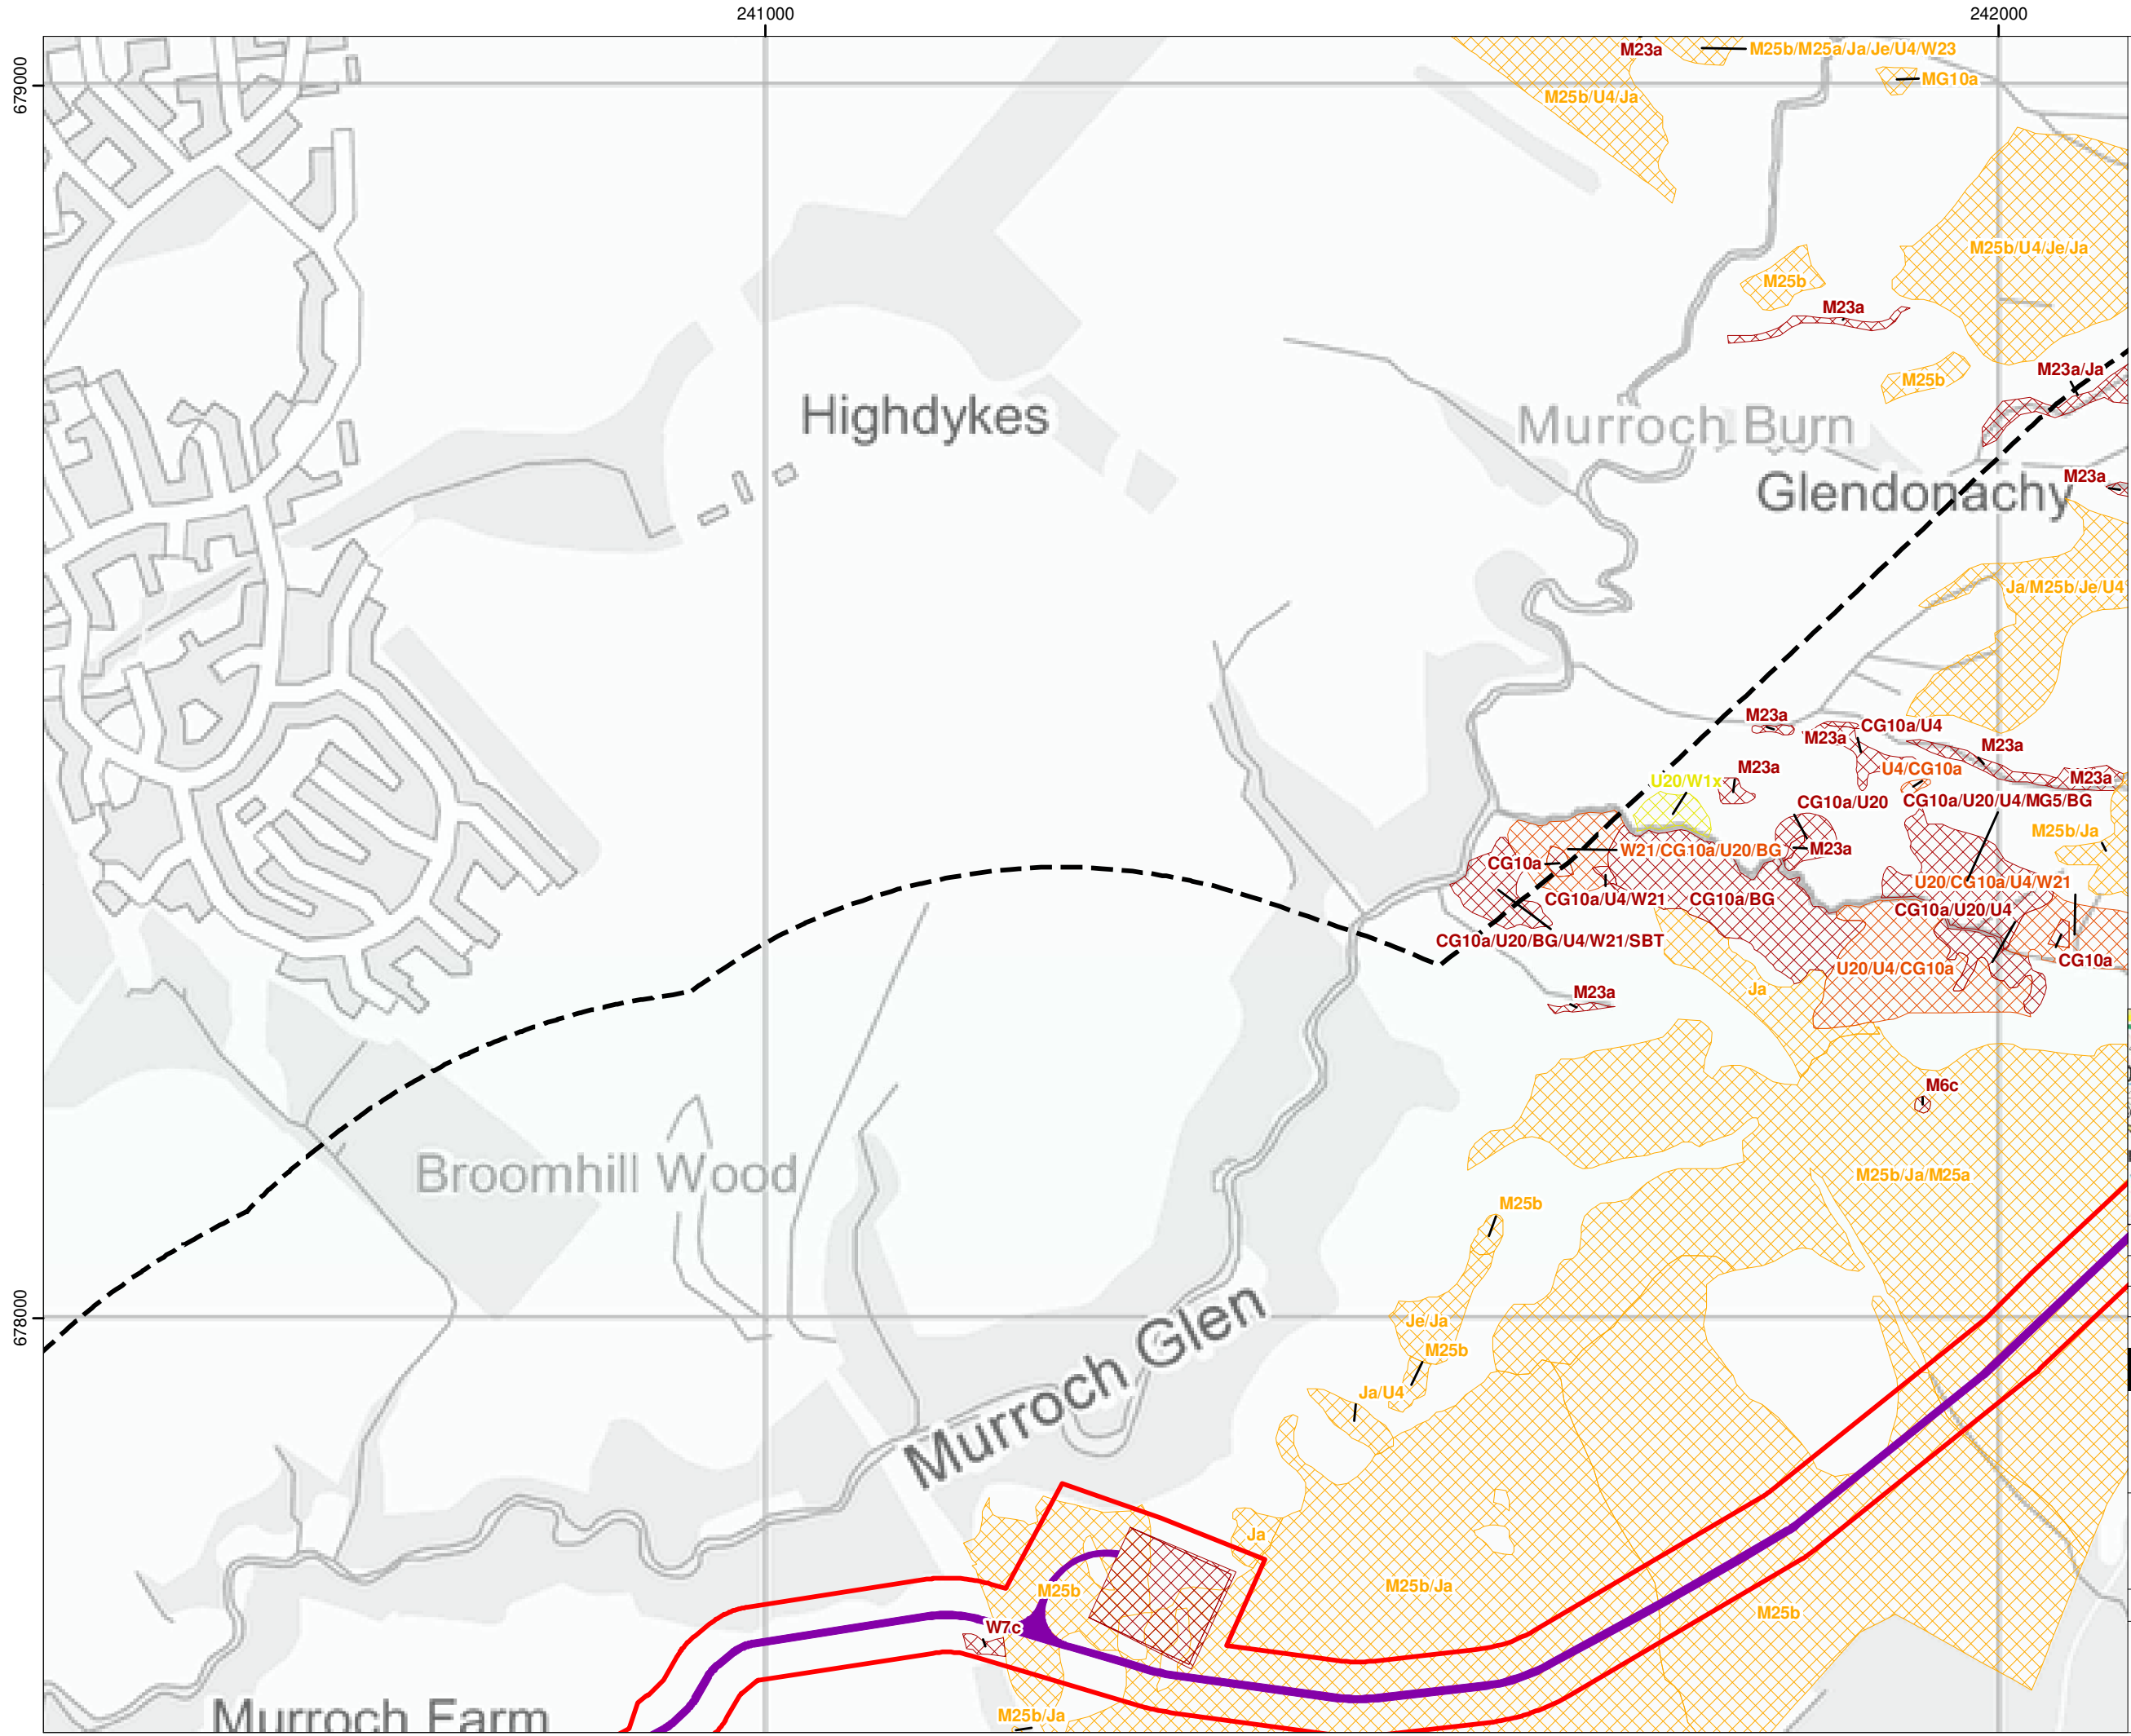 241000
242000
679000
M23a
M25b/M25a/Ja/Je/U4/W23
MG10a
M25b/U4/Ja
M25b/U4/Je/Ja
M25b
M23a
M23a/Ja
M25b
Highdykes
Murroch Burn
M23a
Glendonachy
Ja/M25b/Je/U4
M23a
CG10a/U4
M23a
M23a
U4/CG10a
M23a
M23a
U20/W1x
CG10a/U20
CG10a/U20/U4/MG5/BG
M25b/Ja
W21/CG10a/U20/BG
M23a
CG10a
U20/CG10a/U4/W21
CG10a/U4/W21
CG10a/BG
CG10a/U20/U4
CG10a/U20/BG/U4/W21/SBT
CG10a
U20/U4/CG10a
Ja
M23a
M6c
Broomhill Wood
M25b/Ja/M25a
M25b
678000
Murroch Glen
Je/Ja
M25b
Ja/U4
Ja
M25b
M25b/Ja
M25b
W7c
Murroch Farm
M25b/Ja